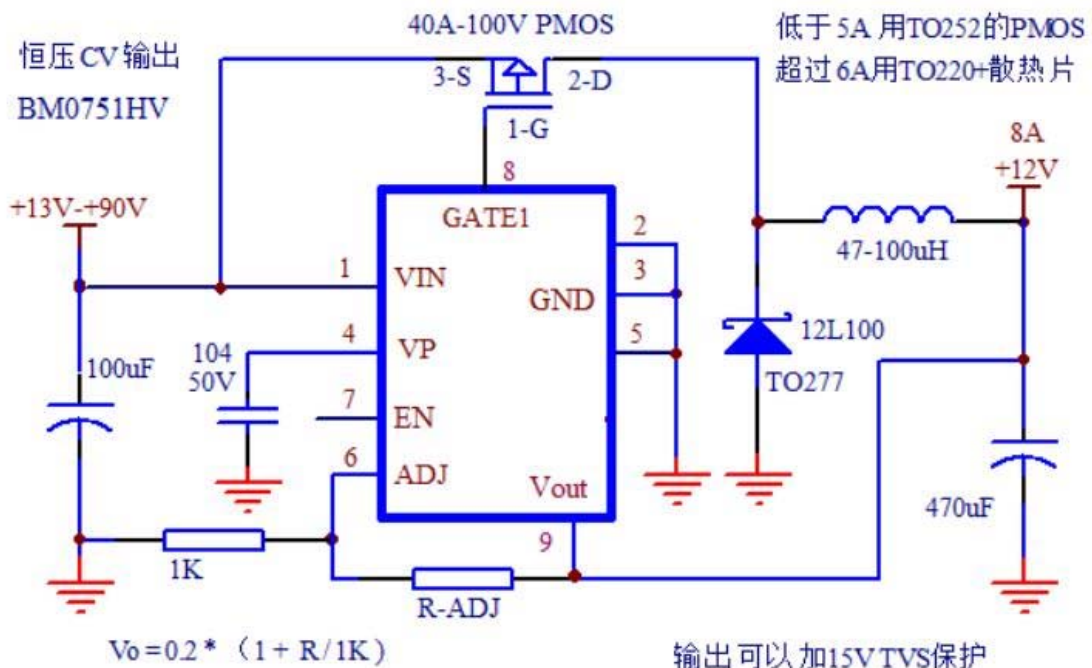 40A-100V PMOS
低于 5A 用TO252的PMOS
超过 6A用TO220+散热片
恒压 CV 输出
BM0751HV
3-S
2-D
1-G
8A
+12V
8
+13V-+90V
GATE1
2
47-100uH
1
VIN
3
GND
4
VP
5
12L100
104
50V
100uF
TO277
7
EN
6
ADJ
Vout
470uF
9
1K
R-ADJ
Vo=0.2*（1+ R/1K）
输出可以加15V TVS保护